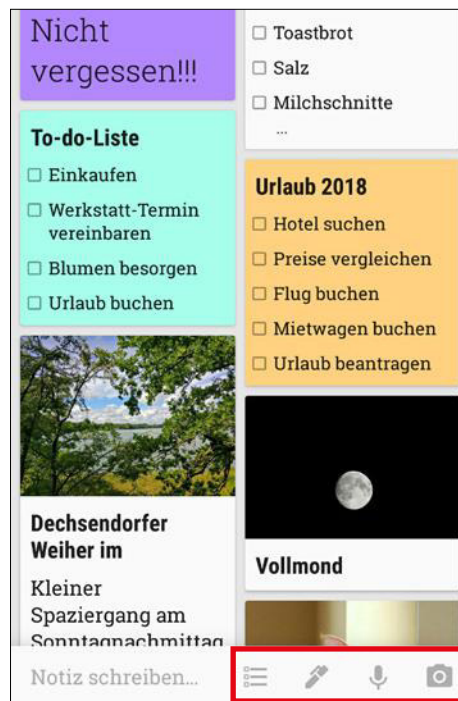 Nicht
vergessen!!!
To-do-Liste
Einkaufen
Werkstatt-Termin
vereinbaren
Blumen besorgen
Urlaub buchen
Dechsendorfer
Weiher im
Kleiner
Spaziergang am
Sonntagnachmittag
Toastbrot
Salz
Milchschnitte
...
Urlaub 2018
Hotel suchen
Preise vergleichen
Flug buchen
Mietwagen buchen
Urlaub beantragen
Vollmond
Notiz schreiben...